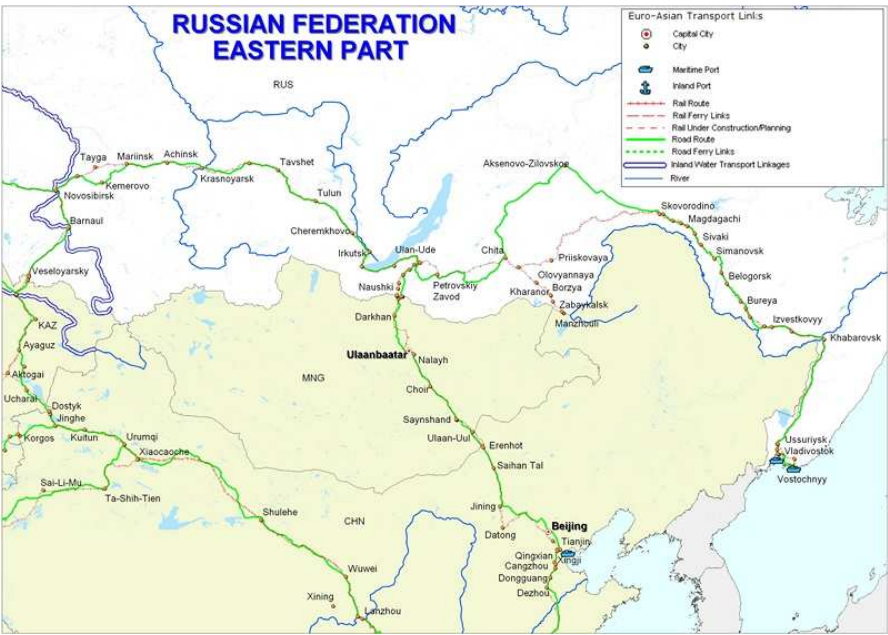 RUSSIAN FEDERATION
EASTERN PART
Euro-Asian Transport Links
Capital City
City
Maritime Port
Inland Port
Rail Route
Rail Ferry Links
Rail Under Construction/Planning
Road Route
Road Ferry Links
Inland Water Transport Linkages
River
RUS
Tayga
Mariinsk
Achinsk
Tavshet
Aksenovo-Zilovskoe
Kemerovo
Krasnoyarsk
Novosibirsk
Tulun
Skovorodino
Barnaul
Magdagachi
Cheremkhovo
Sivaki
Irkutsk
Ulan-Ude
Chita
Simanovsk
Priiskovaya
Veseloyarsky
Olovyannaya
Belogorsk
Naushki
Petrovskiy
Zavod
Kharanor
Borzya
Zabaykalsk
Bureya
Darkhan
Manzhouli
Izvestkovyy
KAZ
Khabarovsk
Ayaguz
Ulaanbaatar
Nalayh
Aktogai
MNG
Choir
Ucharal
Dostyk
Jinghe
Saynshand
Korgos
Kuitun
Urumqi
Ulaan-Uul
Erenhot
Ussuriysk
Xiaocaoche
Vladivostok
Saihan Tal
Vostochnyy
Sai-Li-Mu
Ta-Shih-Tien
Jining
Shulehe
CHN
Beijing
Datong
Tianjin
Qingxian
Xingji
Cangzhou
Wuwei
Dongguang
Dezhou
Xining
Lanzhou